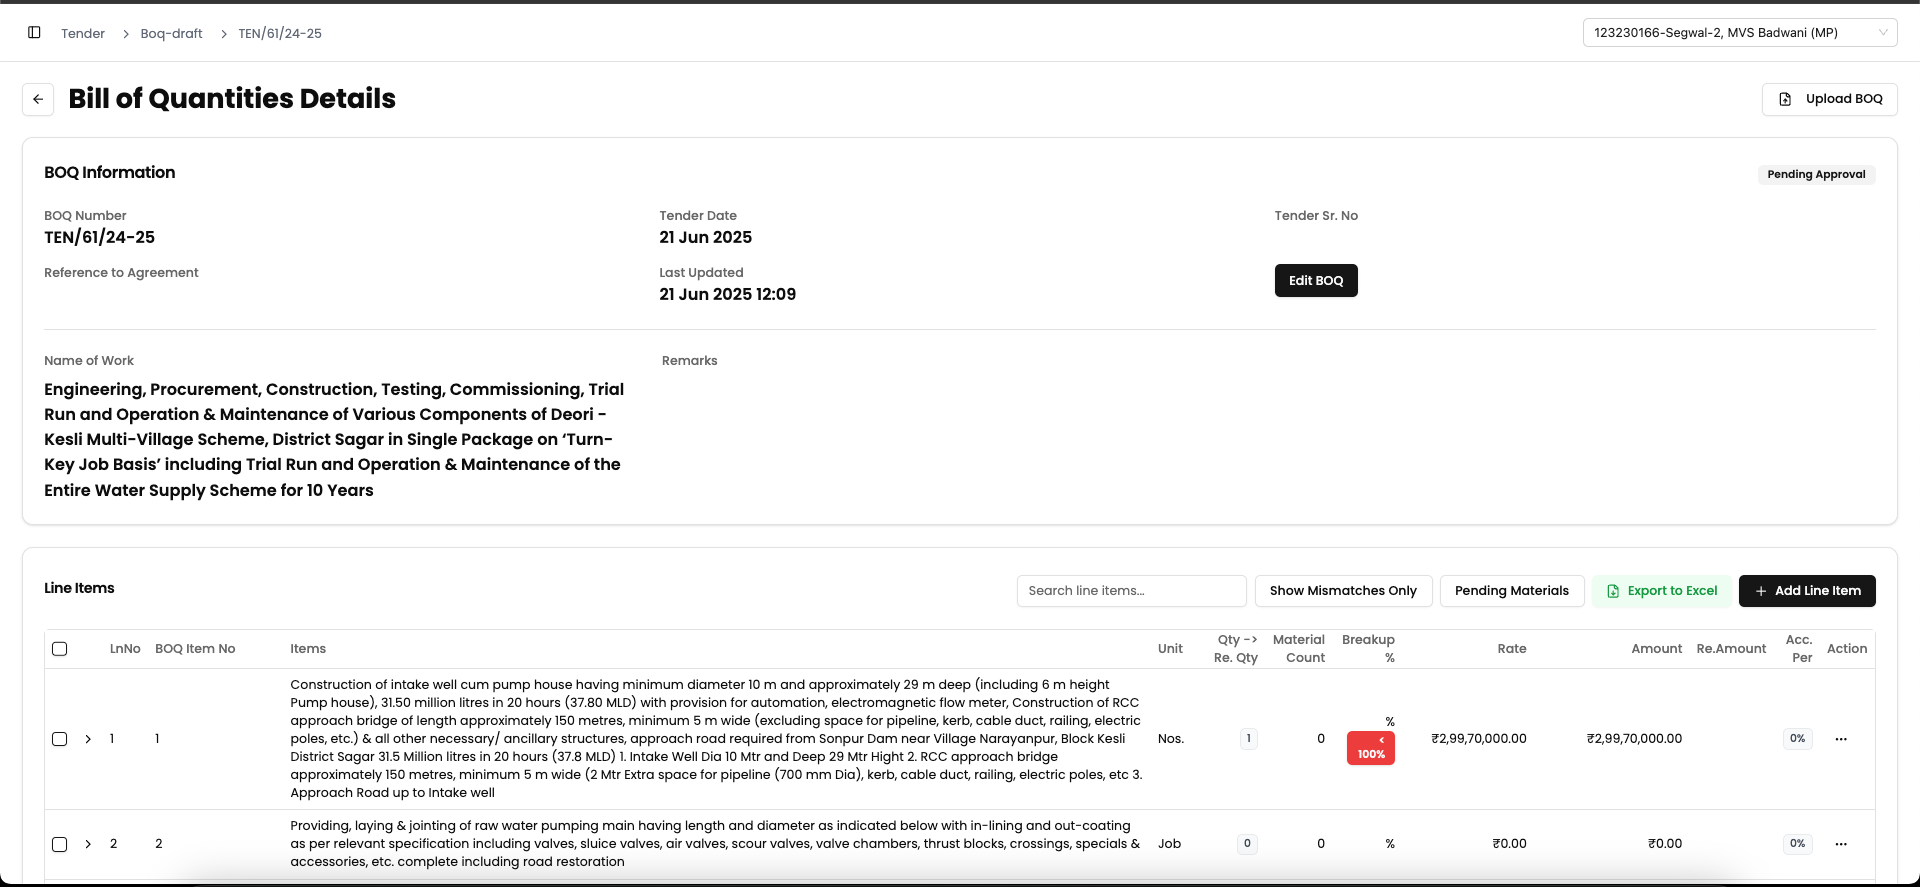 Tender > Boq-draft > TEN/61/24-25
123230166-Segwal-2, MVS Badwani (MP)
Bill of Quantities Details
Upload BOQ
BOQ Information
Pending Approval
BOQ Number
TEN/61/24-25
Tender Date
21 Jun 2025
Tender Sr. No
Reference to Agreement
Last Updated
21 Jun 2025 12:09
Edit BOQ
Name of Work
Engineering, Procurement, Construction, Testing, Commissioning, Trial
Run and Operation & Maintenance of Various Components of Deori -
Kesli Multi-Village Scheme, District Sagar in Single Package on ‘Turn-
Key Job Basis’ including Trial Run and Operation & Maintenance of the
Entire Water Supply Scheme for 10 Years
Remarks
Line Items
Search line items...
Show Mismatches Only
Pending Materials
Export to Excel
+ Add Line Item
LnNo
BOQ Item No
Items
Unit
Qty ->
Re. Qty
Material
Count
Breakup
%
Rate
Amount
Re.Amount
Acc.
Per
Action
1
1
Construction of intake well cum pump house having minimum diameter 10 m and approximately 29 m deep (including 6 m height
Pump house), 31.50 million litres in 20 hours (37.80 MLD) with provision for automation, electromagnetic flow meter, Construction of RCC
approach bridge of length approximately 150 metres, minimum 5 m wide (excluding space for pipeline, kerb, cable duct, railing, electric
poles, etc.) & all other necessary/ ancillary structures, approach road required from Sonpur Dam near Village Narayanpur, Block Kesli
District Sagar 31.5 Million litres in 20 hours (37.8 MLD) 1. Intake Well Dia 10 Mtr and Deep 29 Mtr Hight 2. RCC approach bridge
approximately 150 metres, minimum 5 m wide (2 Mtr Extra space for pipeline (700 mm Dia), kerb, cable duct, railing, electric poles, etc 3.
Approach Road up to Intake well
Nos.
1
0
%
<
100%
₹2,99,70,000.00
₹2,99,70,000.00
0%
...
2
2
Providing, laying & jointing of raw water pumping main having length and diameter as indicated below with in-lining and out-coating
as per relevant specification including valves, sluice valves, air valves, scour valves, valve chambers, thrust blocks, crossings, specials &
accessories, etc. complete including road restoration
Job
0
0
%
₹0.00
₹0.00
0%
...